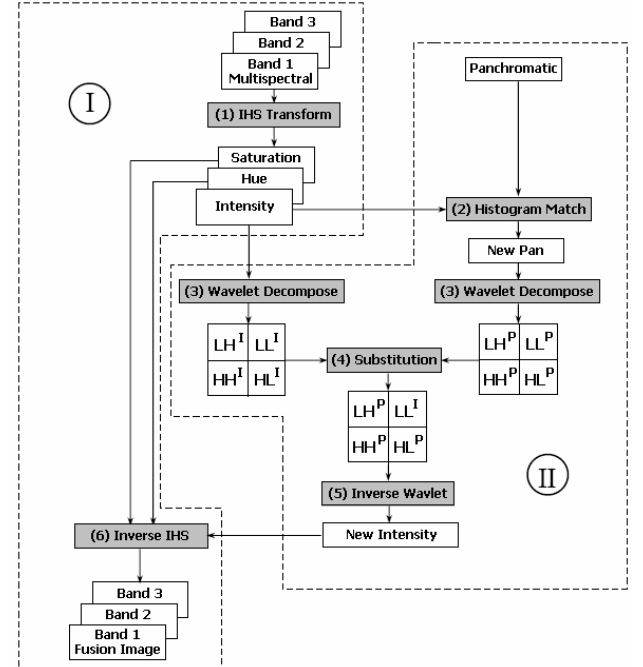 Band 3
Band 2
Band 1
Multispectral
Panchromatic
I
(1) IHS Transform
Saturation
Hue
Intensity
(2) Histogram Match
New Pan
(3) Wavelet Decompose
(3) Wavelet Decompose
LH^I LL^I
HH^I HL^I
(4) Substitution
LH^P LL^P
HH^P HL^P
LH^P LL^I
HH^P HL^P
II
(5) Inverse Wavlet
New Intensity
(6) Inverse IHS
Band 3
Band 2
Band 1
Fusion Image